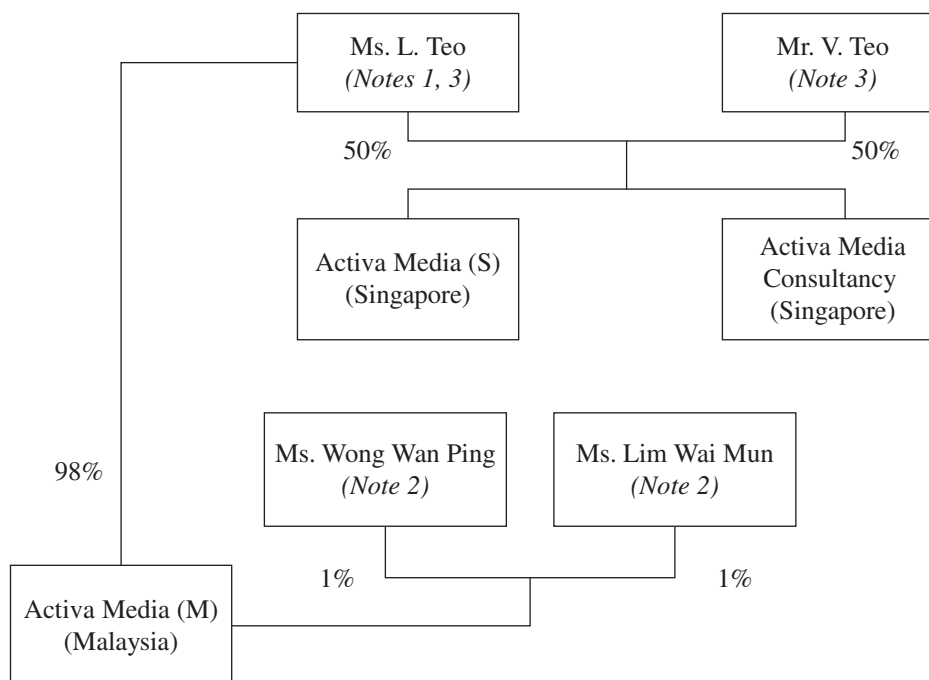 Ms. L. Teo
(Notes 1, 3)
Mr. V. Teo
(Note 3)
50%
50%
Activa Media (S)
(Singapore)
Activa Media
Consultancy
(Singapore)
98%
Ms. Wong Wan Ping
(Note 2)
Ms. Lim Wai Mun
(Note 2)
1%
1%
Activa Media (M)
(Malaysia)